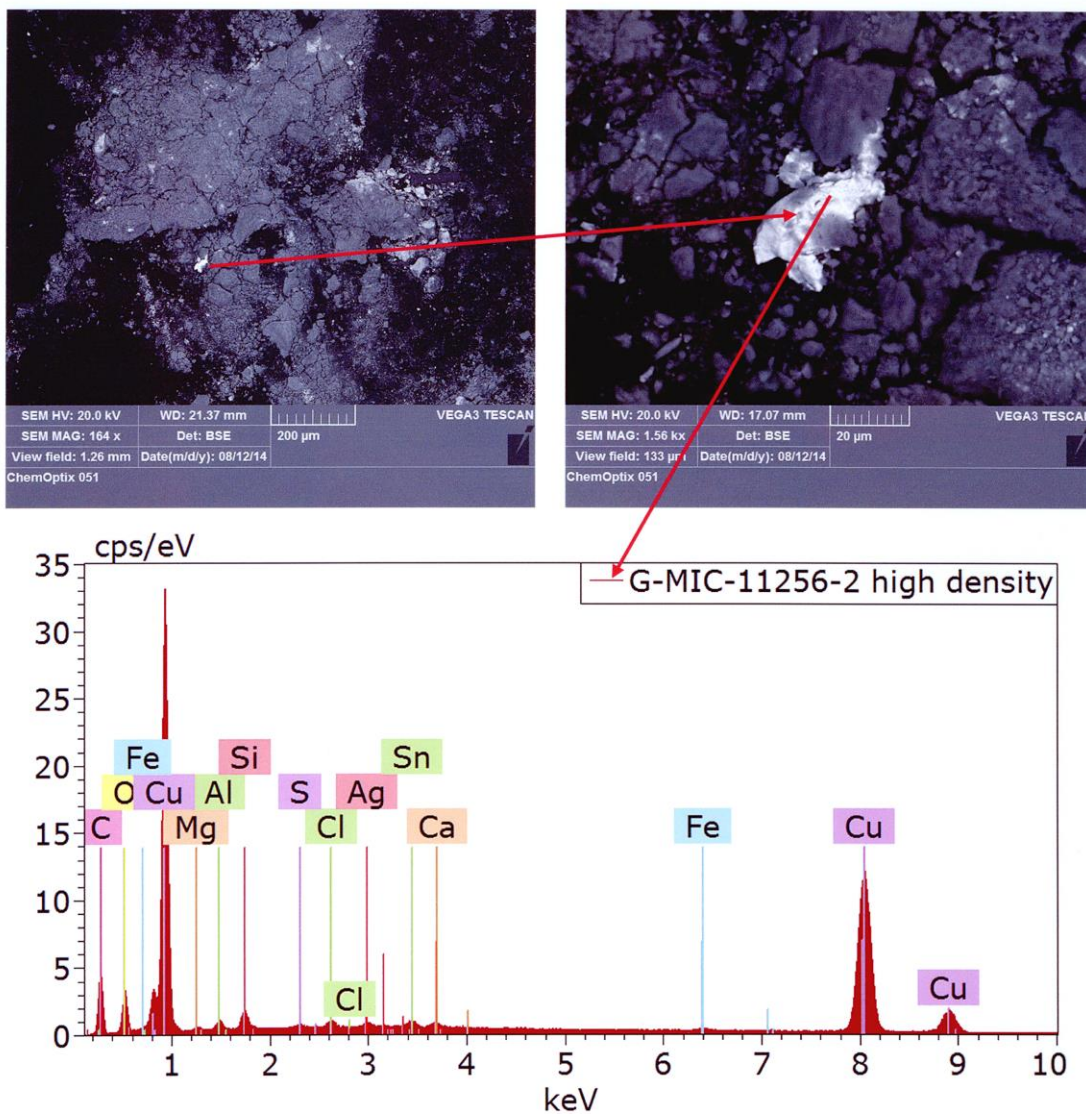 SEM HV: 20.0 kV WD: 21.37 mm VEGA3 TESCAN
SEM MAG: 164 x Det: BSE 200 µm
View field: 1.26 mm Date(m/d/y): 08/12/14
ChemOptix 051
SEM HV: 20.0 kV WD: 17.07 mm VEGA3 TESCAN
SEM MAG: 1.56 kx Det: BSE 20 µm
View field: 133 µm Date(m/d/y): 08/12/14
ChemOptix 051
cps/eV
G-MIC-11256-2 high density
35
30
25
20
15
10
5
0
Fe Si Sn
O Cu Al S Ag
C Mg Cl Ca Fe Cu
Cl Cu
1 2 3 4 5 6 7 8 9 10
keV